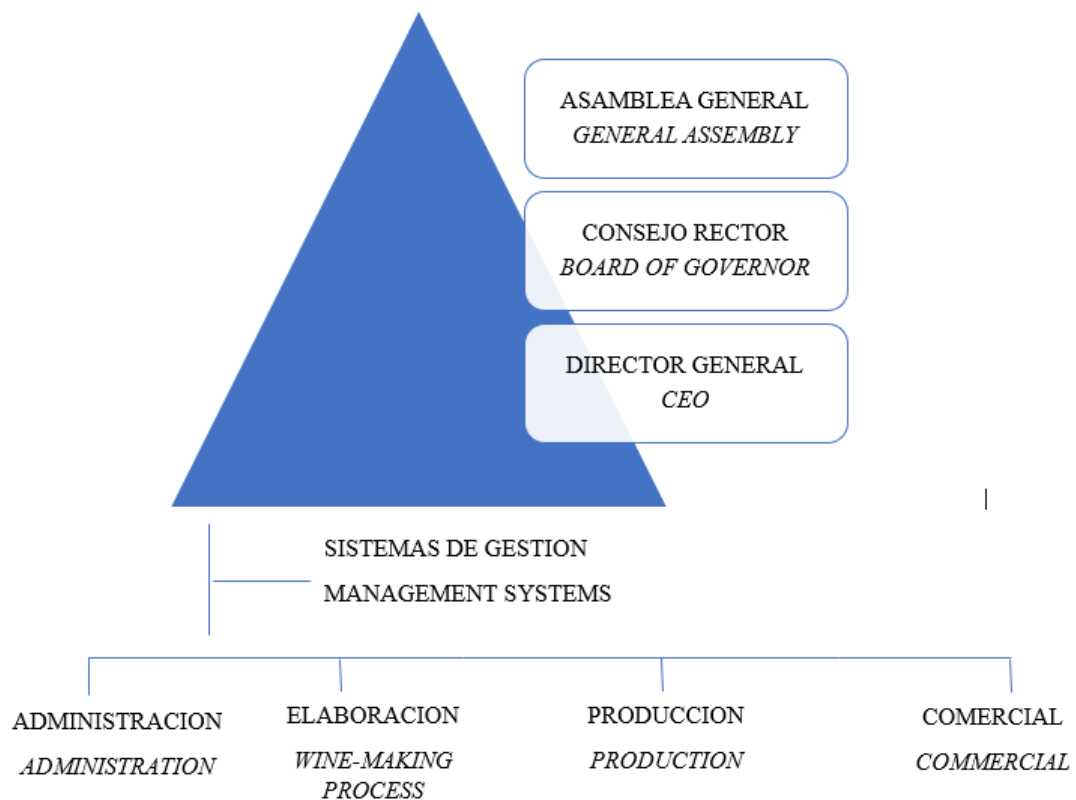 ASAMBLEA GENERAL
GENERAL ASSEMBLY
CONSEJO RECTOR
BOARD OF GOVERNOR
DIRECTOR GENERAL
CEO
SISTEMAS DE GESTION
MANAGEMENT SYSTEMS
ADMINISTRACION
ADMINISTRATION
ELABORACION
WINE-MAKING
PROCESS
PRODUCCION
PRODUCTION
COMERCIAL
COMMERCIAL